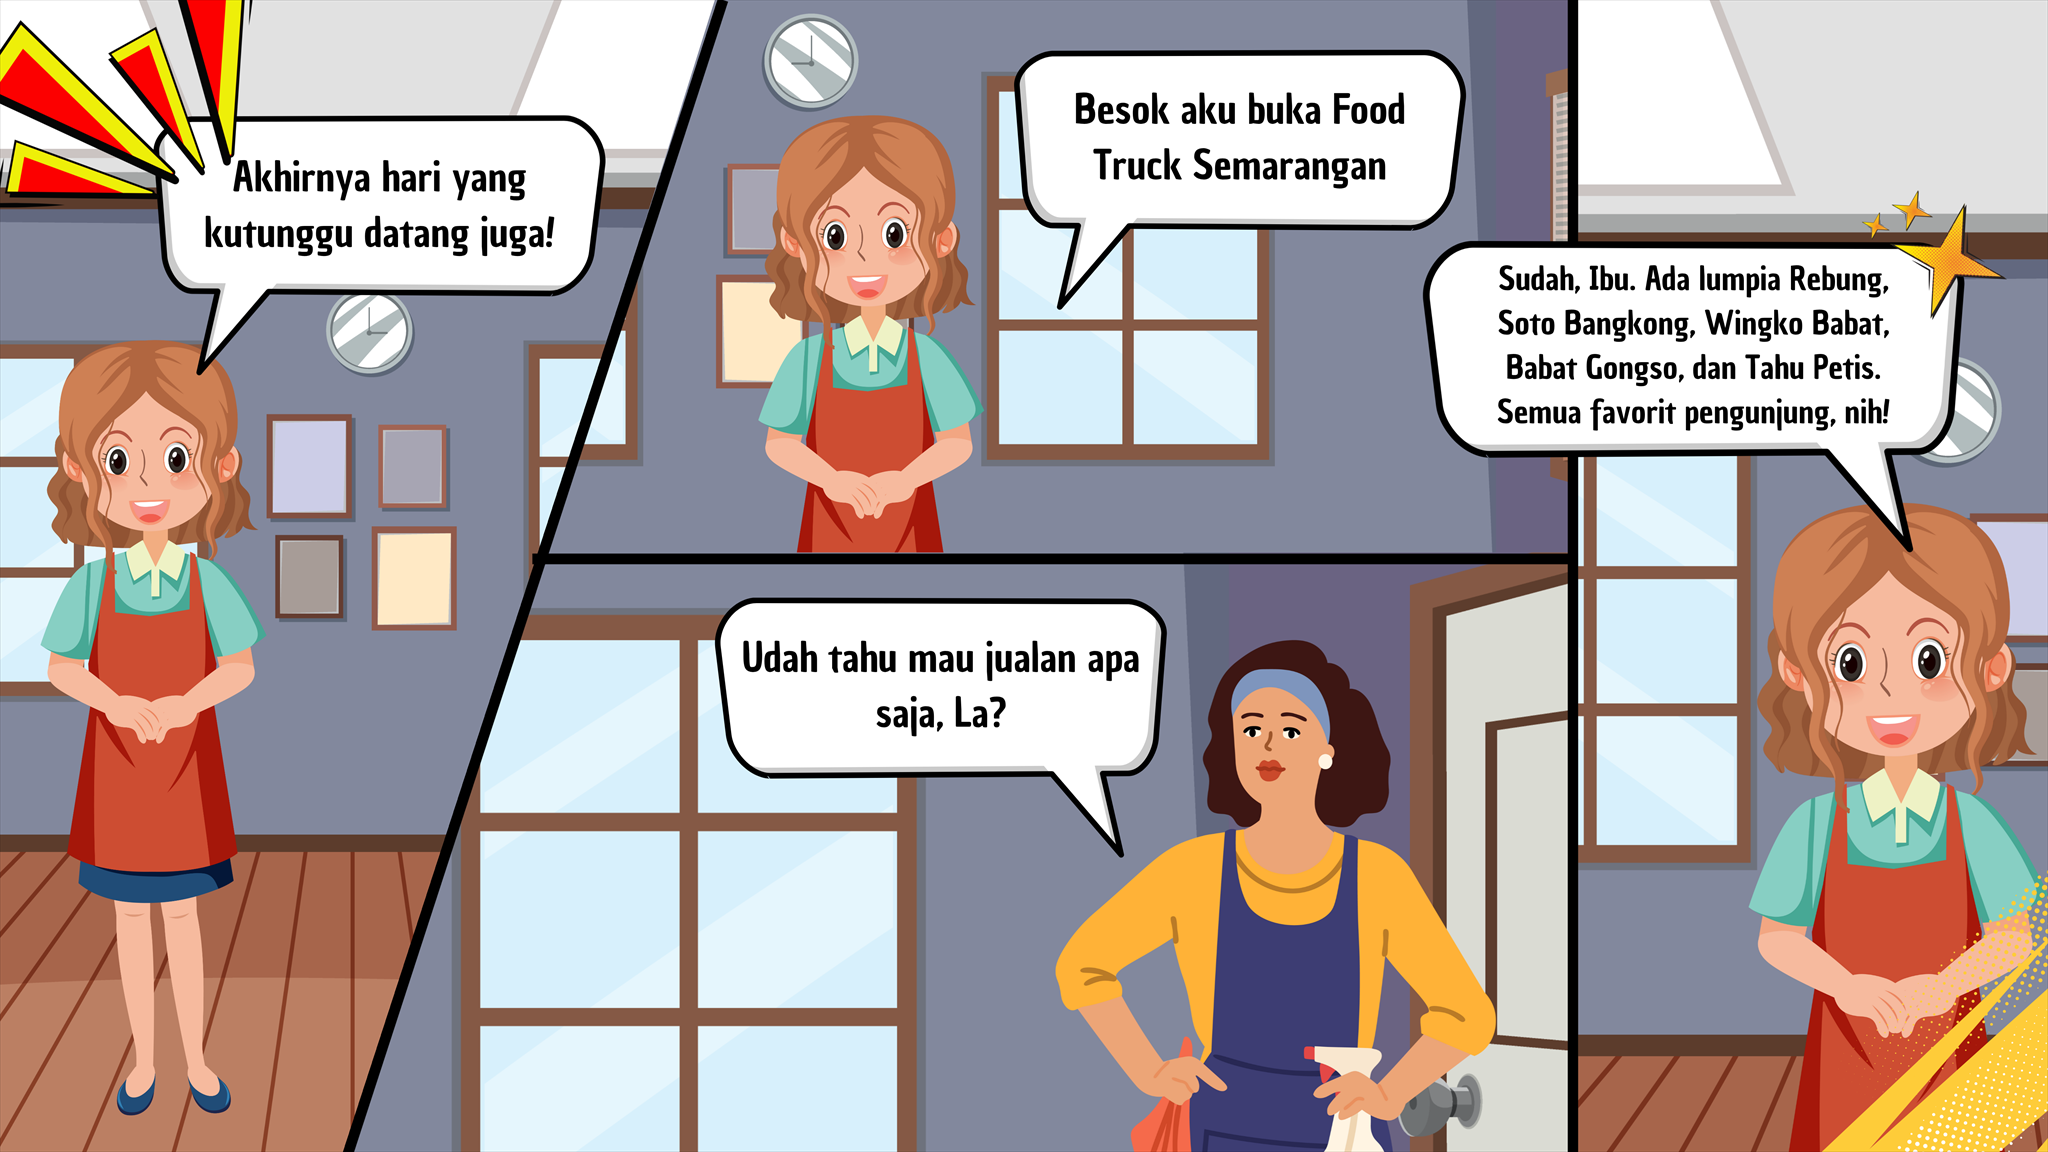 Akhirnya hari yang
kutunggu datang juga!
Besok aku buka Food
Truck Semarangan
Udah tahu mau jualan apa
saja, La?
Sudah, Ibu. Ada lumpia Rebung,
Soto Bangkong, Wingko Babat,
Babat Gongso, dan Tahu Petis.
Semua favorit pengunjung, nih!